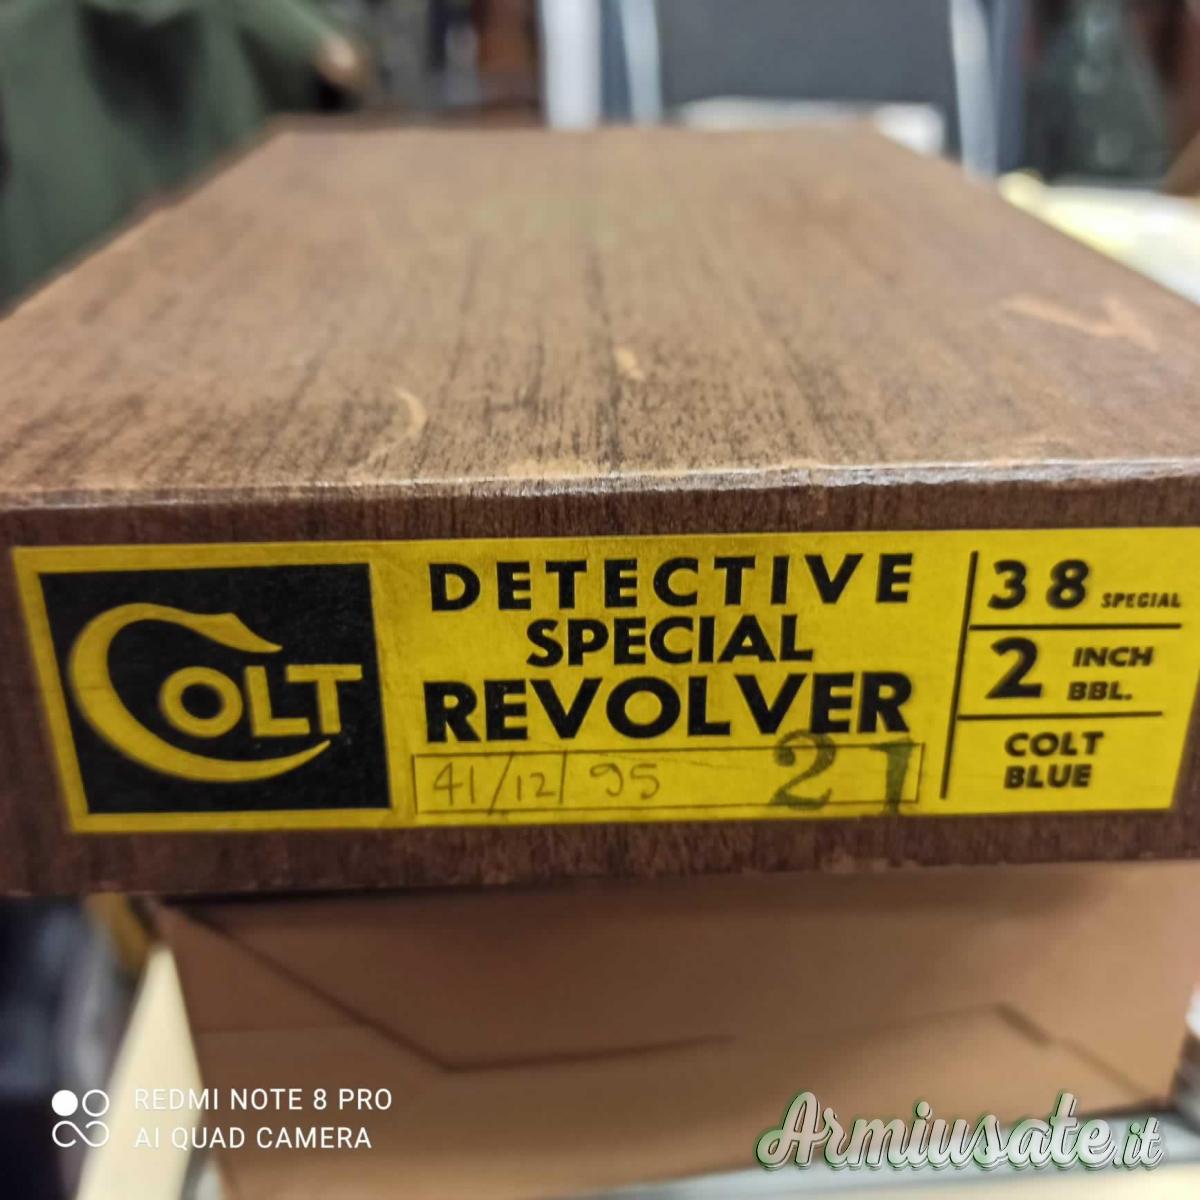 COLT
DETECTIVE
SPECIAL
REVOLVER
41/12/95 21
38 SPECIAL
2 INCH BBL.
COLT
BLUE
REDMI NOTE 8 PRO
AI QUAD CAMERA
Armiusate.it